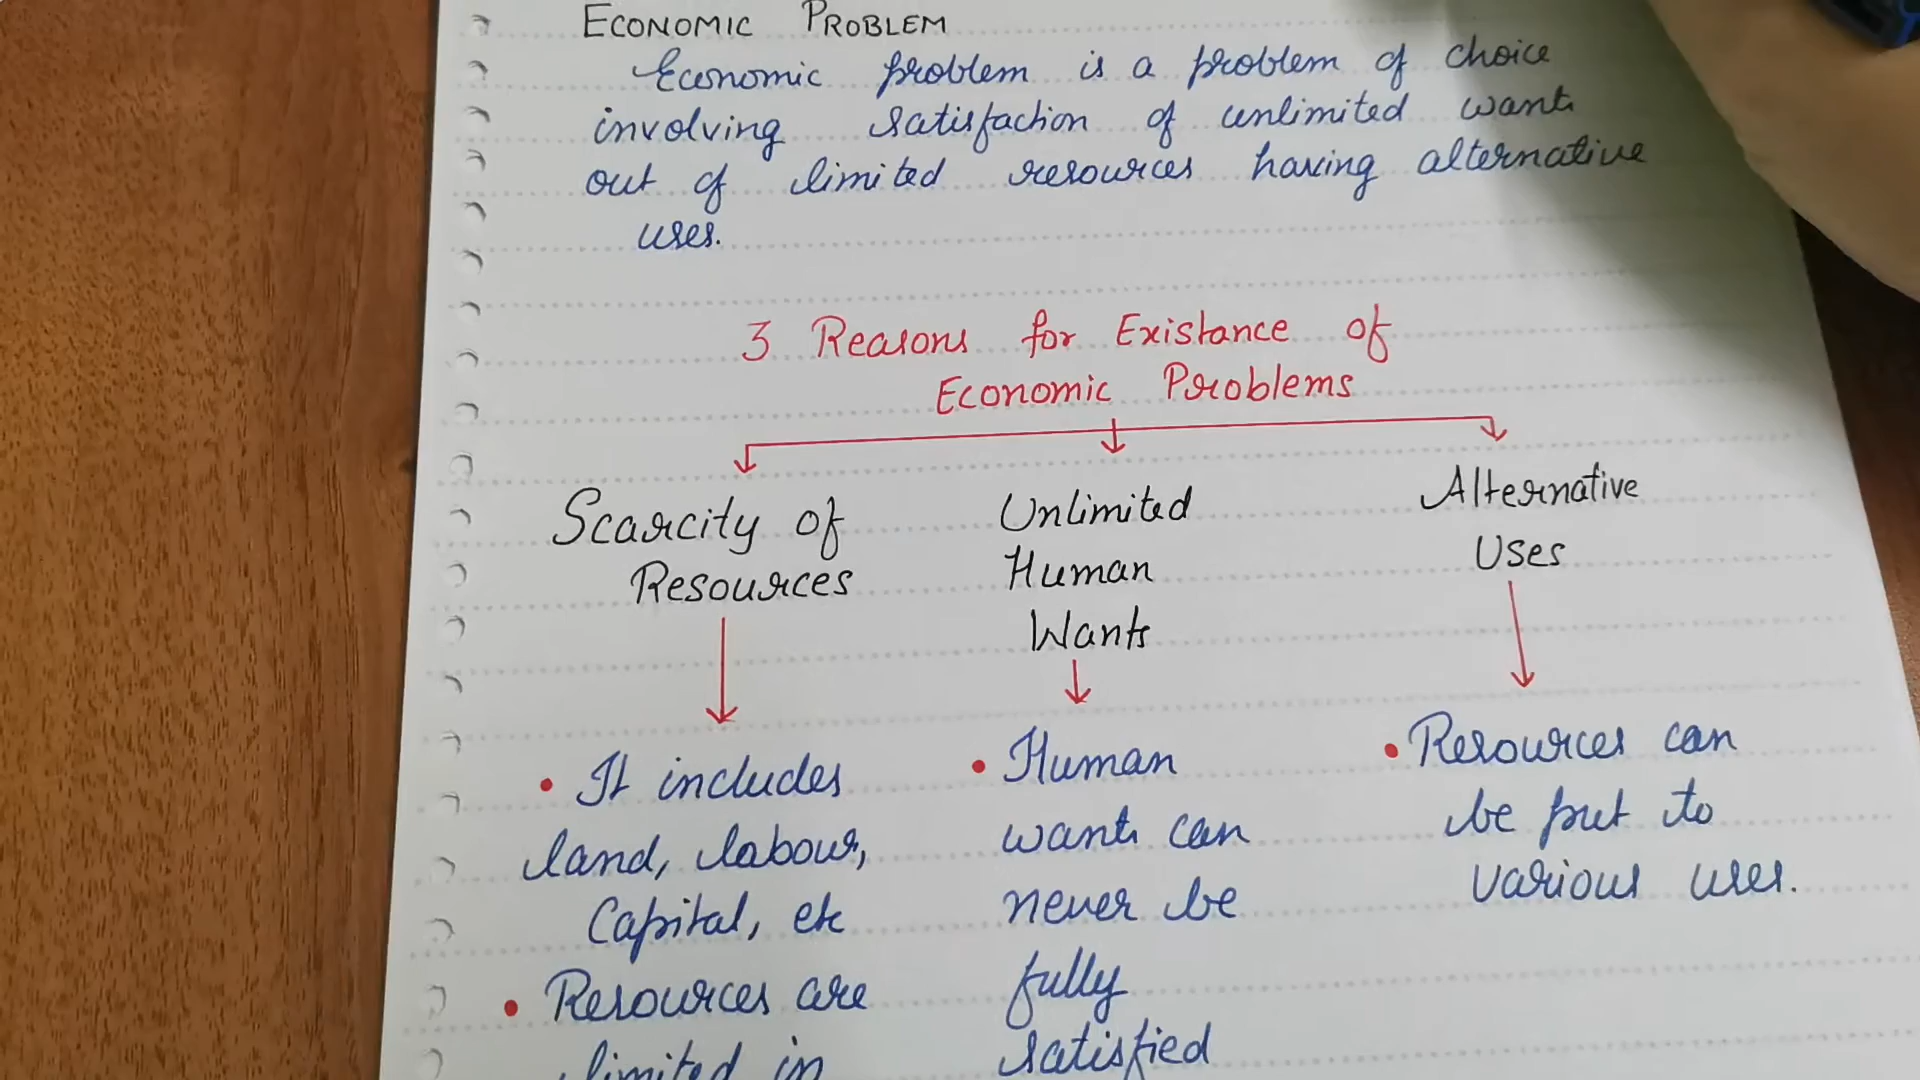 ECONOMIC PROBLEM
Economic problem is a problem of choice
involving satisfaction of unlimited wants
out of limited resources having alternative
uses.
3 Reasons for Existance of
Economic Problems
Scarcity of
Resources
Unlimited
Human
Wants
Alternative
Uses
• It includes
land, labour,
Capital, etc
• Resources are
limited in
• Human
wants can
never be
fully
satisfied
• Resources can
be put to
various uses.